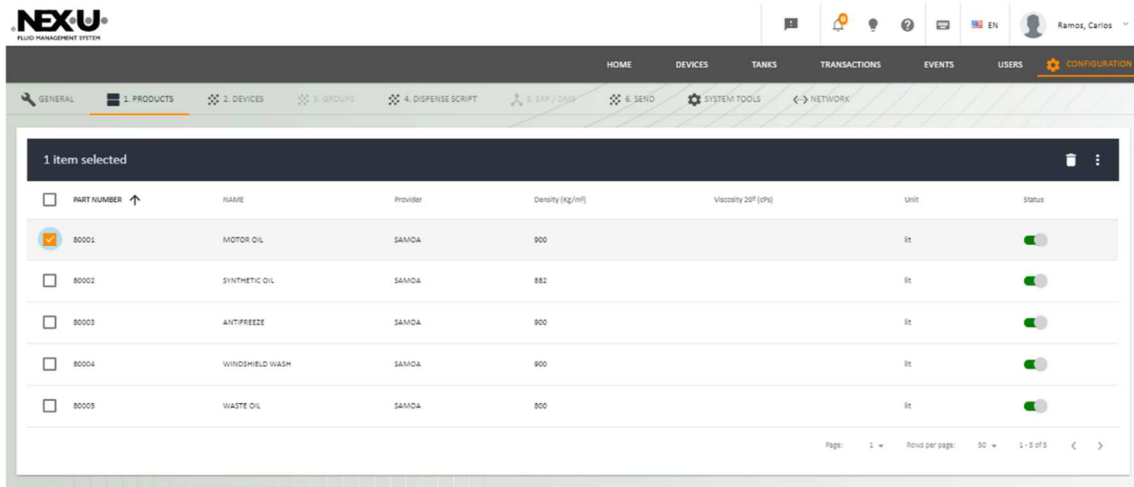 NEX·U·
FLUID MANAGEMENT SYSTEM
EN
Ramos, Carlos
HOME DEVICES TANKS TRANSACTIONS EVENTS USERS CONFIGURATION
GENERAL 1. PRODUCTS 2. DEVICES 3. GROUPS 4. DISPENSE SCRIPT 5. ERP / DMS 6. SEND SYSTEM TOOLS NETWORK
1 item selected
PART NUMBER NAME Provider Density (Kg/m³) Viscosity 20º (cPs) Unit Status
80001 MOTOR OIL SAMOA 900 lit
80002 SYNTHETIC OIL SAMOA 882 lit
80003 ANTIFREEZE SAMOA 900 lit
80004 WINDSHIELD WASH SAMOA 900 lit
80005 WASTE OIL SAMOA 800 lit
Page: 1 Rows per page: 50 1 - 5 of 5